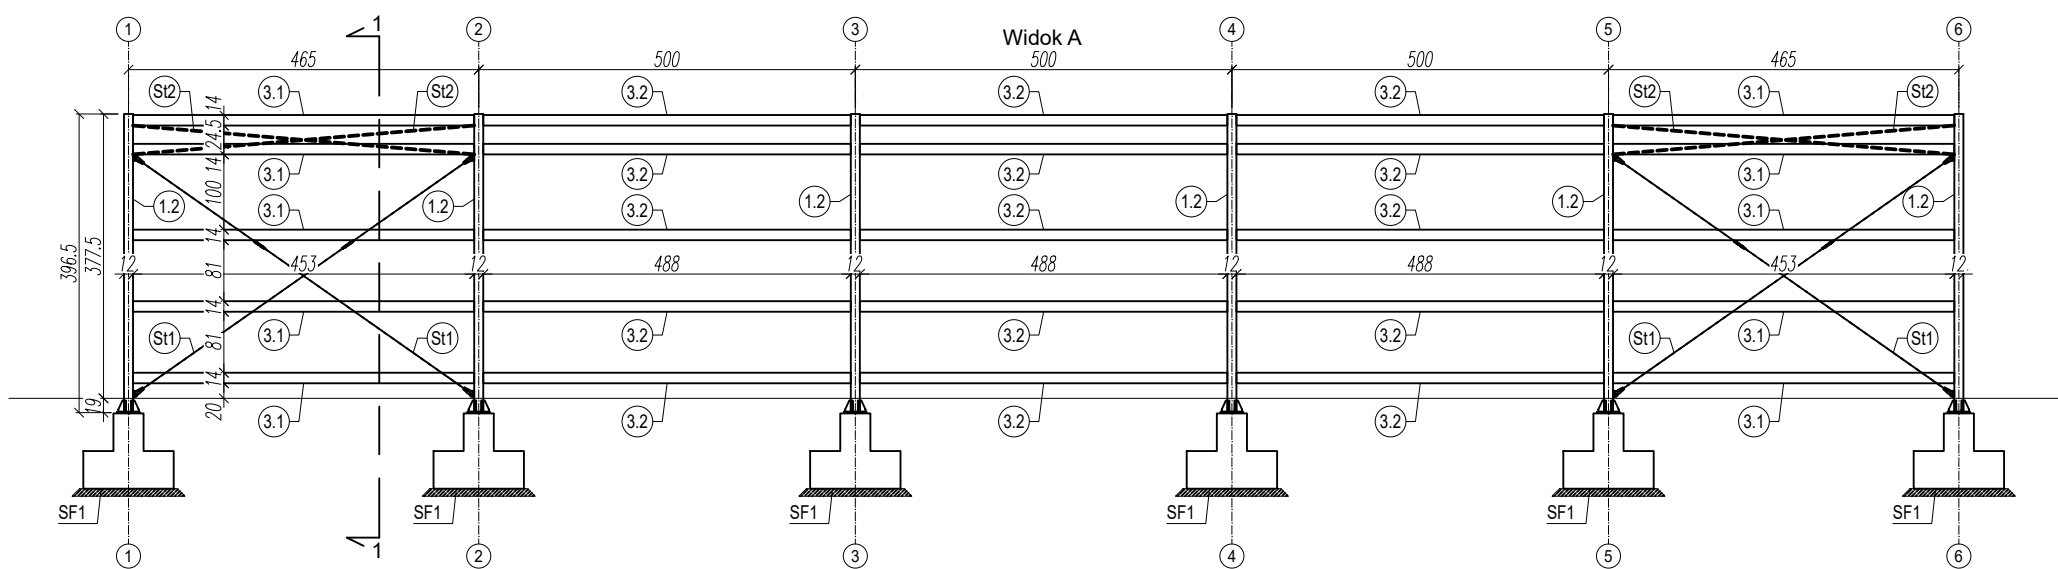 1 1 2 3 4 5 6
Widok A
465 500 500 500 465
St2 3.1 14 St2 3.2 3.2 3.2 St2 3.1 St2
24.5
3.1 14 3.2 3.2 3.2 3.1
100
1.2 3.1 1.2 3.2 1.2 3.2 1.2 3.2 1.2 3.1 1.2
14
396.5 377.5
12 453 12 488 12 488 12 488 12 453 12
81
14
St1 3.1 St1 3.2 3.2 3.2 St1 3.1 St1
81
14
19 20 3.1 3.2 3.2 3.2 3.1
SF1 SF1 SF1 SF1 SF1 SF1
1 1 2 3 4 5 6